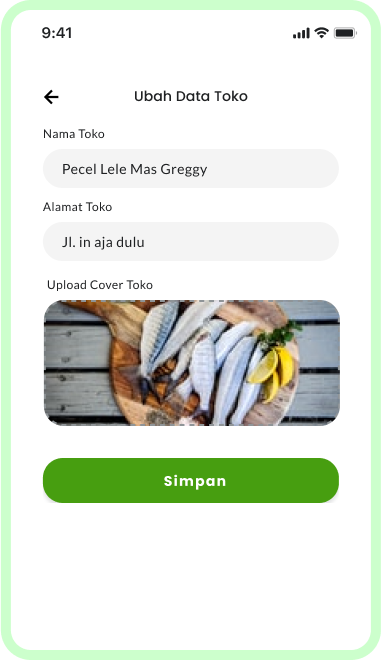 9:41
Ubah Data Toko
Nama Toko
Pecel Lele Mas Greggy
Alamat Toko
Jl. in aja dulu
Upload Cover Toko
Simpan